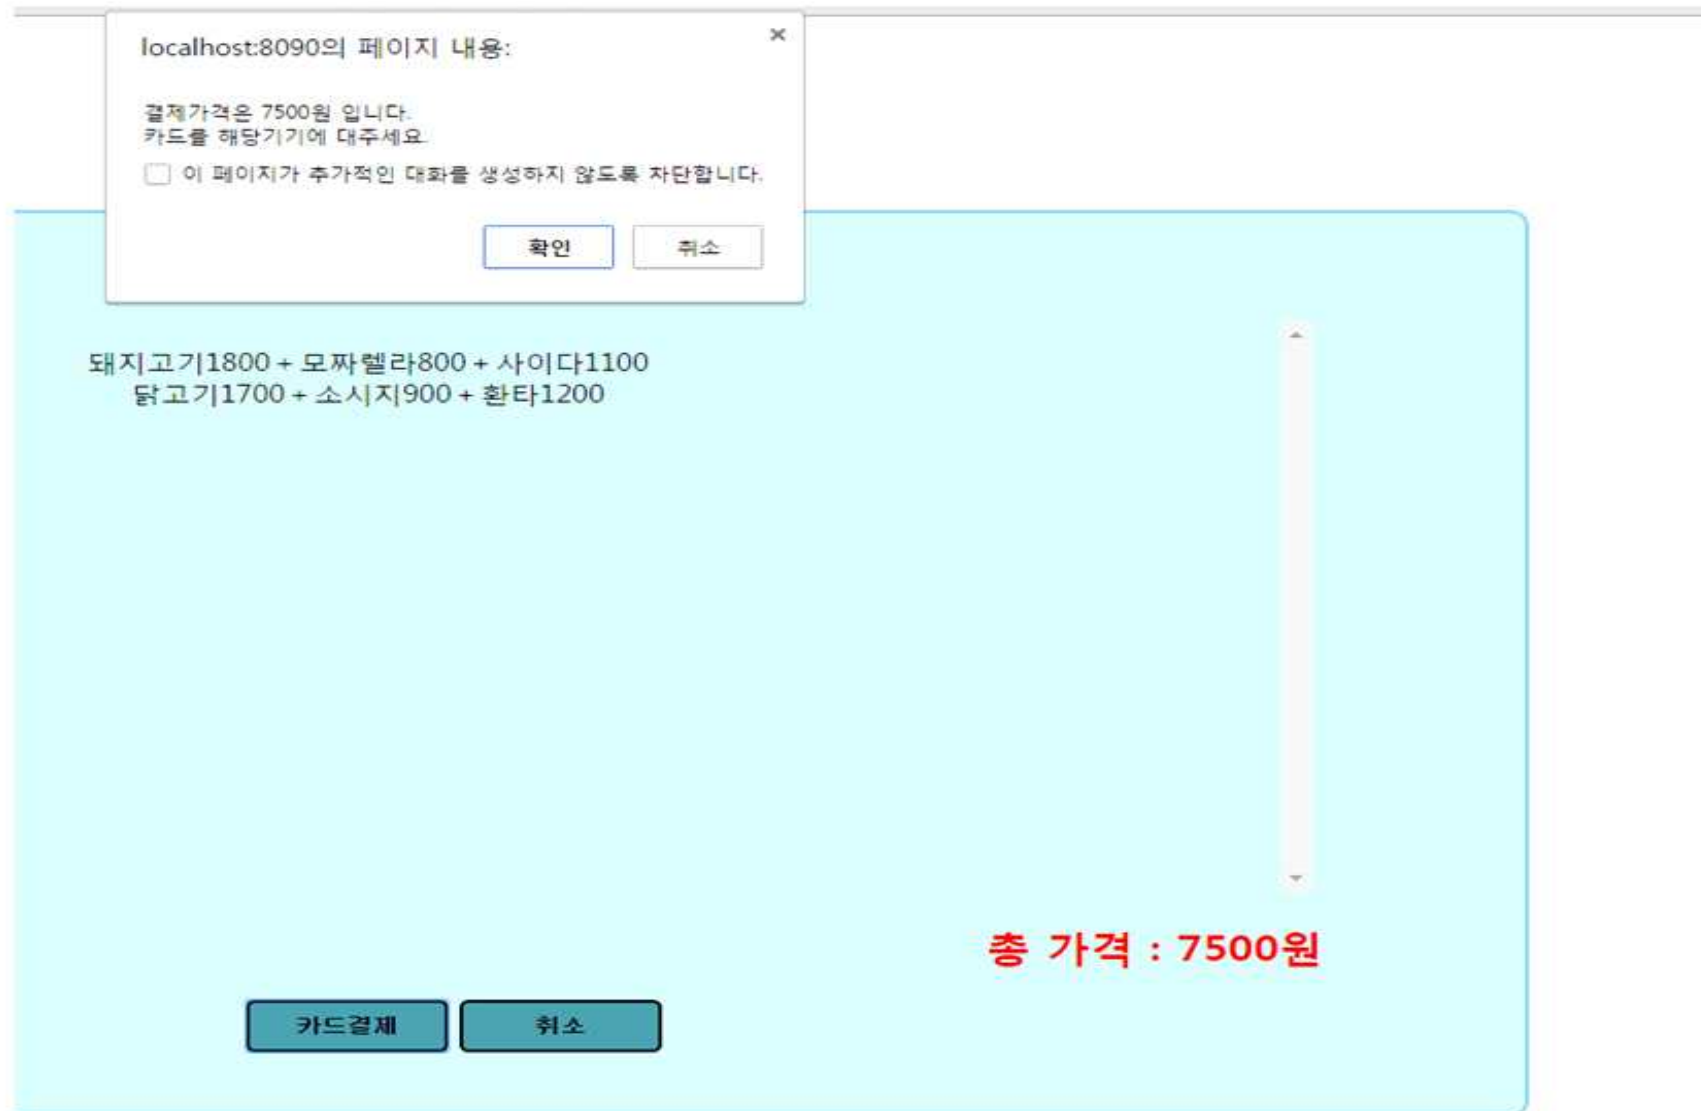 localhost:8090의 페이지 내용:
×
결제가격은 7500원 입니다.
카드를 해당기기에 대주세요.
이 페이지가 추가적인 대화를 생성하지 않도록 차단합니다.
확인 취소
돼지고기1800 + 모짜렐라800 + 사이다1100
닭고기1700 + 소시지900 + 환타1200
총 가격 : 7500원
카드결제 취소